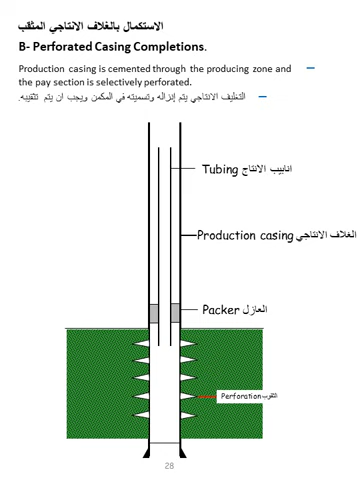 الاستكمال بالغلاف الانتاجي المثقب
B- Perforated Casing Completions.
Production casing is cemented through the producing zone and –
the pay section is selectively perforated.
التغليف الانتاجي يتم إنزاله وتسميته في المكمن ويجب ان يتم تثقيبه. –
Tubing انابيب الانتاج
Production casing الغلاف الانتاجي
Packer العازل
Perforation الثقوب
28